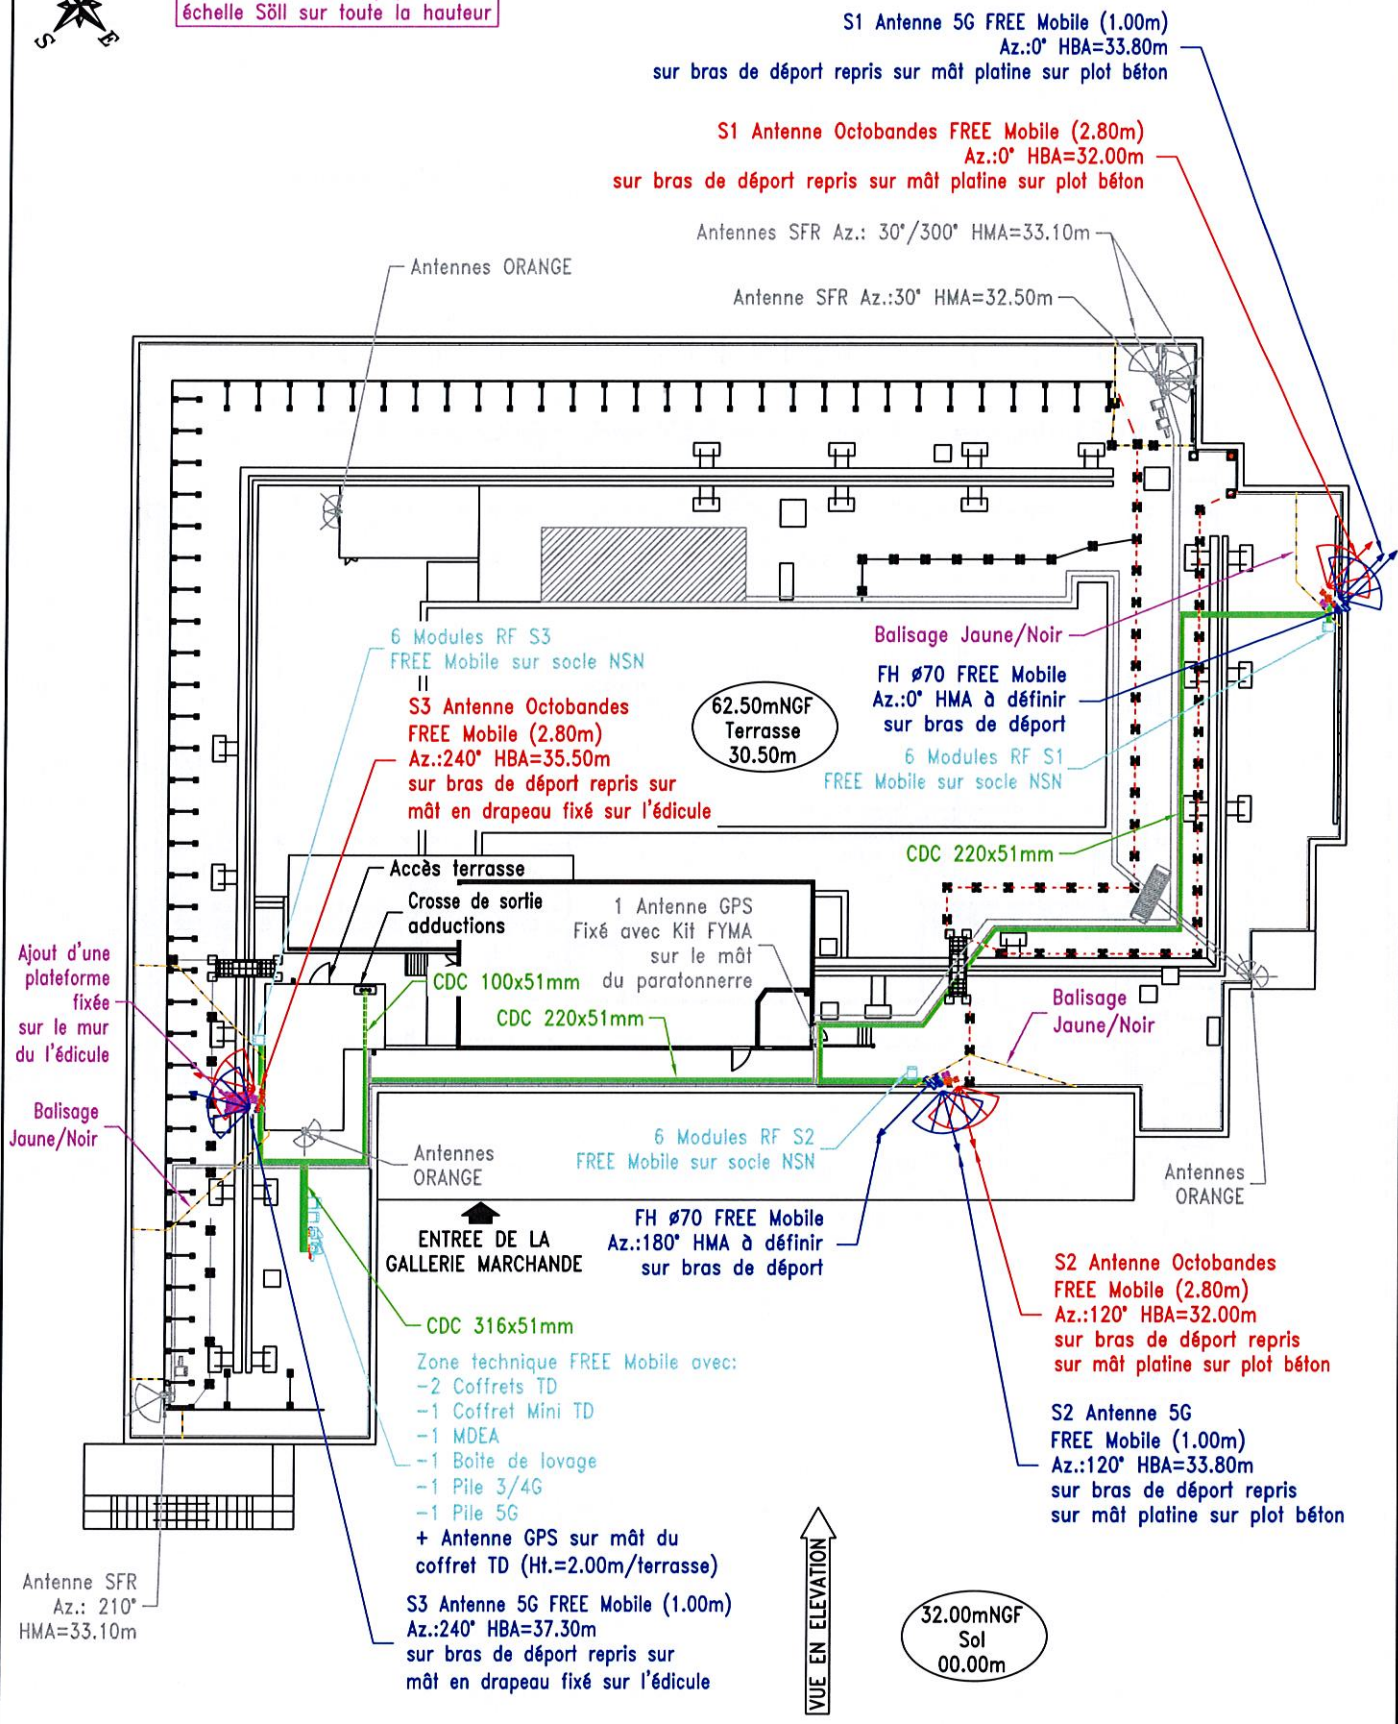 échelle Söll sur toute la hauteur
S
E
S1 Antenne 5G FREE Mobile (1.00m)
Az.:0° HBA=33.80m
sur bras de déport repris sur mât platine sur plot béton
S1 Antenne Octobandes FREE Mobile (2.80m)
Az.:0° HBA=32.00m
sur bras de déport repris sur mât platine sur plot béton
Antennes SFR Az.: 30°/300° HMA=33.10m
Antennes ORANGE
Antenne SFR Az.:30° HMA=32.50m
6 Modules RF S3
FREE Mobile sur socle NSN
Balisage Jaune/Noir
S3 Antenne Octobandes
FREE Mobile (2.80m)
Az.:240° HBA=35.50m
sur bras de déport repris sur
mât en drapeau fixé sur l'édicule
62.50mNGF
Terrasse
30.50m
FH ø70 FREE Mobile
Az.:0° HMA à définir
sur bras de déport
6 Modules RF S1
FREE Mobile sur socle NSN
CDC 220x51mm
Accès terrasse
Crosse de sortie
adductions
1 Antenne GPS
Fixé avec Kit FYMA
sur le mât
du paratonnerre
Ajout d'une
plateforme
fixée
sur le mur
du l'édicule
CDC 100x51mm
CDC 220x51mm
Balisage
Jaune/Noir
Balisage
Jaune/Noir
Antennes
ORANGE
6 Modules RF S2
FREE Mobile sur socle NSN
Antennes
ORANGE
ENTREE DE LA
GALLERIE MARCHANDE
FH ø70 FREE Mobile
Az.:180° HMA à définir
sur bras de déport
S2 Antenne Octobandes
FREE Mobile (2.80m)
Az.:120° HBA=32.00m
sur bras de déport repris
sur mât platine sur plot béton
CDC 316x51mm
Zone technique FREE Mobile avec:
-2 Coffrets TD
-1 Coffret Mini TD
-1 MDEA
-1 Boite de lovage
-1 Pile 3/4G
-1 Pile 5G
+ Antenne GPS sur mât du
coffret TD (Ht.=2.00m/terrasse)
S2 Antenne 5G
FREE Mobile (1.00m)
Az.:120° HBA=33.80m
sur bras de déport repris
sur mât platine sur plot béton
Antenne SFR
Az.: 210°
HMA=33.10m
S3 Antenne 5G FREE Mobile (1.00m)
Az.:240° HBA=37.30m
sur bras de déport repris sur
mât en drapeau fixé sur l'édicule
VUE EN ELEVATION
32.00mNGF
Sol
00.00m